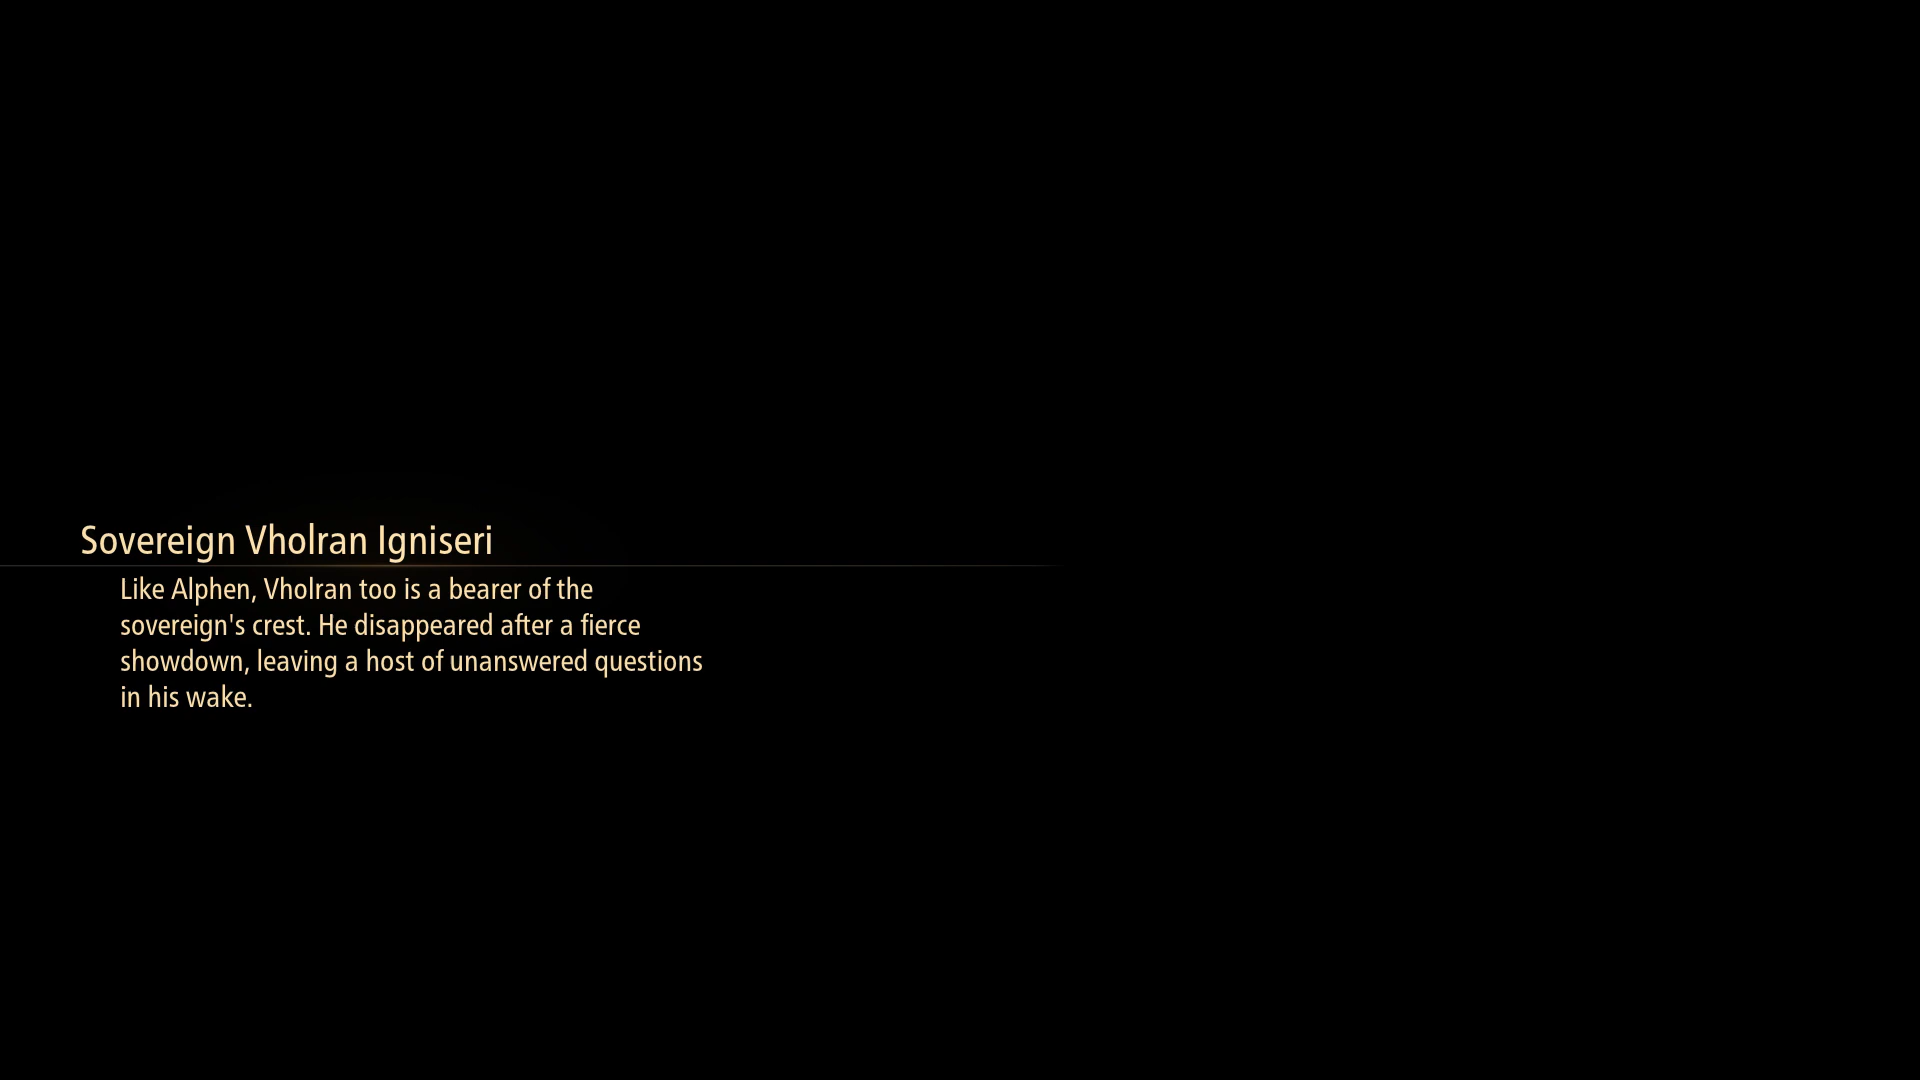 Sovereign Vholran Igniseri
Like Alphen, Vholran too is a bearer of the
sovereign's crest. He disappeared after a fierce
showdown, leaving a host of unanswered questions
in his wake.